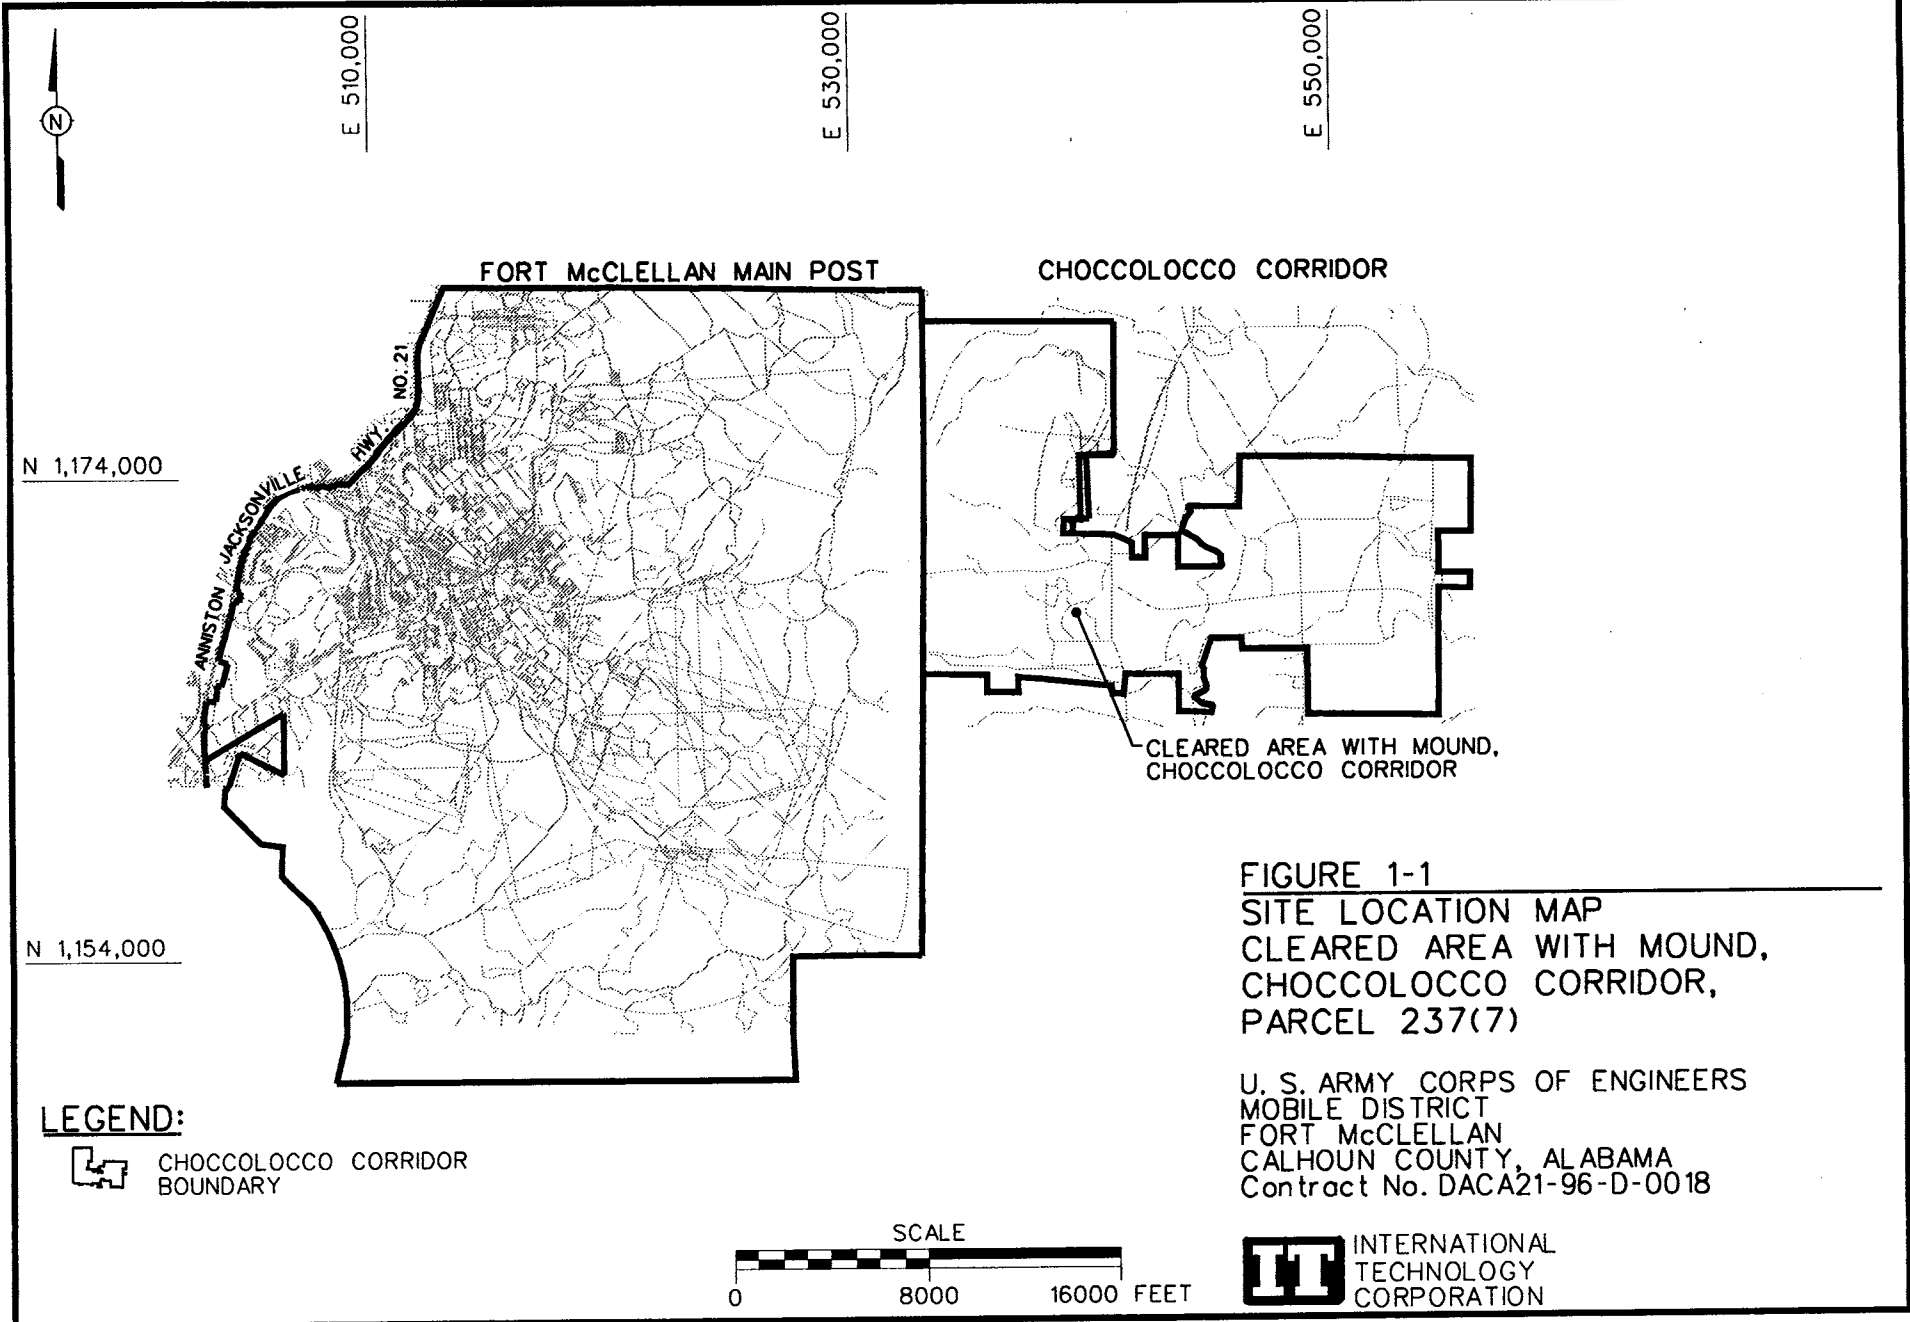 E 510,000
E 530,000
E 550,000
N
FORT McCLELLAN MAIN POST
CHOCCOLOCCO CORRIDOR
NO. 21
HWY.
N 1,174,000
JACKSONVILLE
ANNISTON
CLEARED AREA WITH MOUND,
CHOCCOLOCCO CORRIDOR
N 1,154,000
FIGURE 1-1
SITE LOCATION MAP
CLEARED AREA WITH MOUND,
CHOCCOLOCCO CORRIDOR,
PARCEL 237(7)
U. S. ARMY CORPS OF ENGINEERS
MOBILE DISTRICT
FORT McCLELLAN
CALHOUN COUNTY, ALABAMA
Contract No. DACA21-96-D-0018
LEGEND:
CHOCCOLOCCO CORRIDOR
BOUNDARY
SCALE
0 8000 16000 FEET
IT
INTERNATIONAL
TECHNOLOGY
CORPORATION